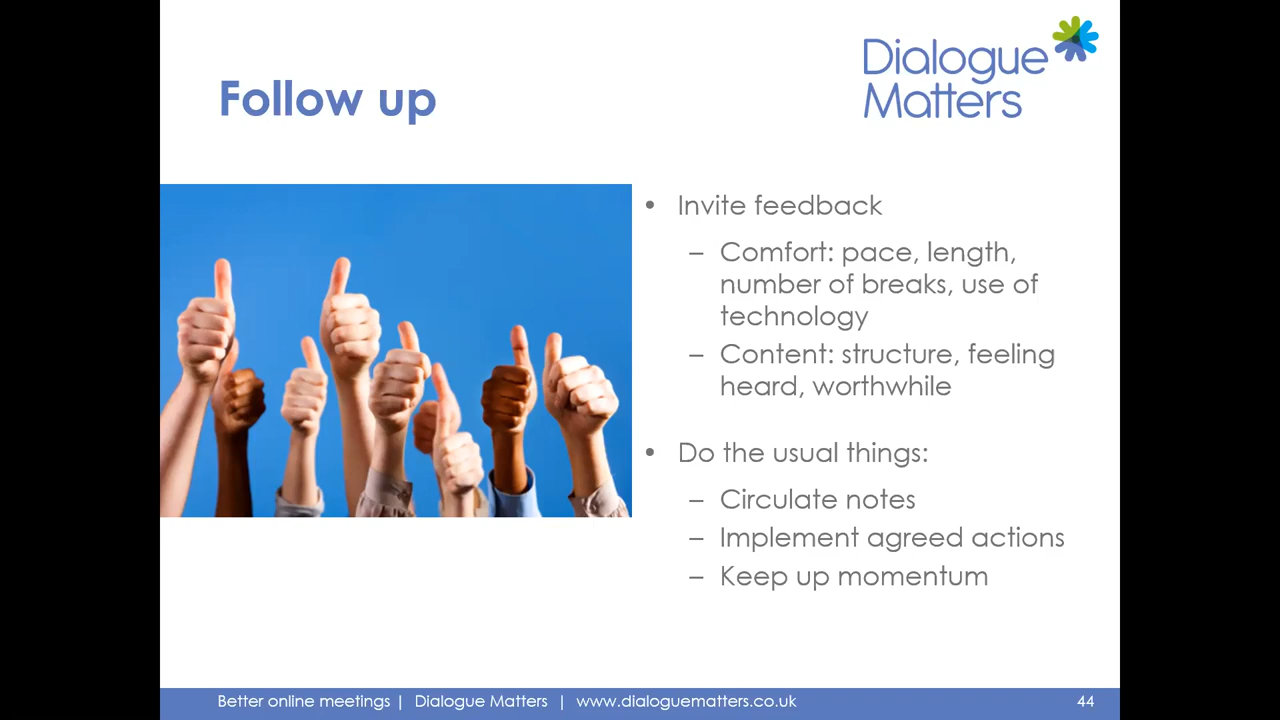 Dialogue
Matters
Follow up
• Invite feedback
– Comfort: pace, length,
number of breaks, use of
technology
– Content: structure, feeling
heard, worthwhile
• Do the usual things:
– Circulate notes
– Implement agreed actions
– Keep up momentum
Better online meetings | Dialogue Matters | www.dialoguematters.co.uk 44